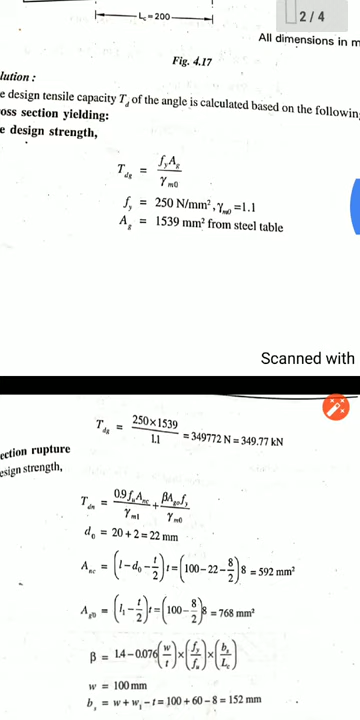 L_c = 200
2 / 4
All dimensions in m
Fig. 4.17
lution :
e design tensile capacity T_d of the angle is calculated based on the followin
oss section yielding:
e design strength,
T_dg = f_y A_g / γ_m0
f_y = 250 N/mm², γ_m0 = 1.1
A_g = 1539 mm² from steel table
Scanned with
T_dg = 250×1539 / 1.1 = 349772 N = 349.77 kN
ection rupture
esign strength,
T_dn = 0.9 f_u A_nc / γ_m1 + βA_go f_y / γ_m0
d_o = 20 + 2 = 22 mm
A_nc = (l - d_0 - t/2) t = (100 - 22 - 8/2) 8 = 592 mm²
A_g0 = (l_1 - t/2) t = (100 - 8/2) 8 = 768 mm²
β = 1.4 - 0.076 (w/t) × (f_y/f_u) × (b_s/L_c)
w = 100 mm
b_s = w + w_1 - t = 100 + 60 - 8 = 152 mm